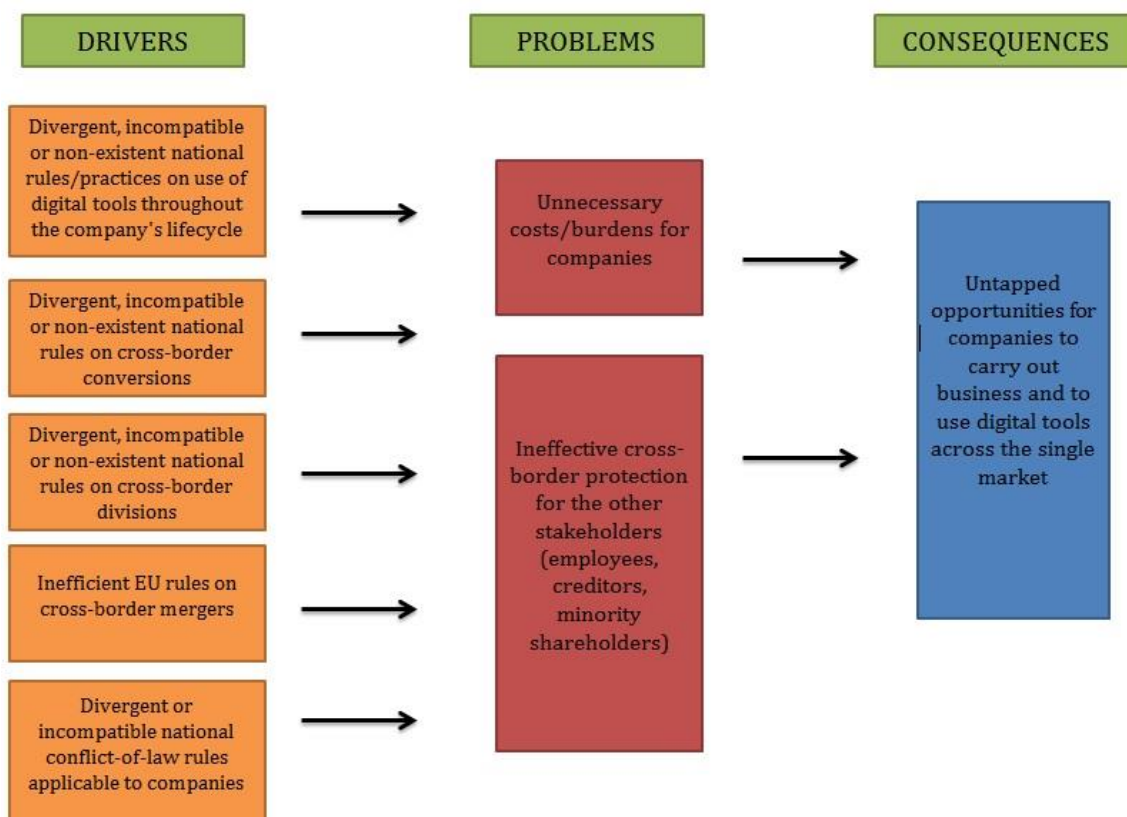 DRIVERS
PROBLEMS
CONSEQUENCES
Divergent, incompatible
or non-existent national
rules/practices on use of
digital tools throughout
the company's lifecycle
Divergent, incompatible
or non-existent national
rules on cross-border
conversions
Divergent, incompatible
or non-existent national
rules on cross-border
divisions
Inefficient EU rules on
cross-border mergers
Divergent or
incompatible national
conflict-of-law rules
applicable to companies
Unnecessary
costs/burdens for
companies
Ineffective cross-
border protection
for the other
stakeholders
(employees,
creditors,
minority
shareholders)
Untapped
opportunities for
companies to
carry out
business and to
use digital tools
across the single
market